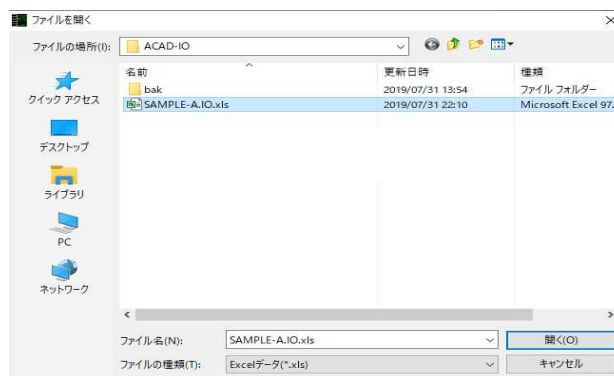 ファイルを開く
ファイルの場所(I):
ACAD-IO
名前
更新日時
種類
bak
2019/07/31 13:54
ファイル フォルダー
SAMPLE-A.IO.xls
2019/07/31 22:10
Microsoft Excel 97.
クイック アクセス
デスクトップ
ライブラリ
PC
ネットワーク
ファイル名(N):
SAMPLE-A.IO.xls
開く(O)
ファイルの種類(T):
Excelデータ(*.xls)
キャンセル